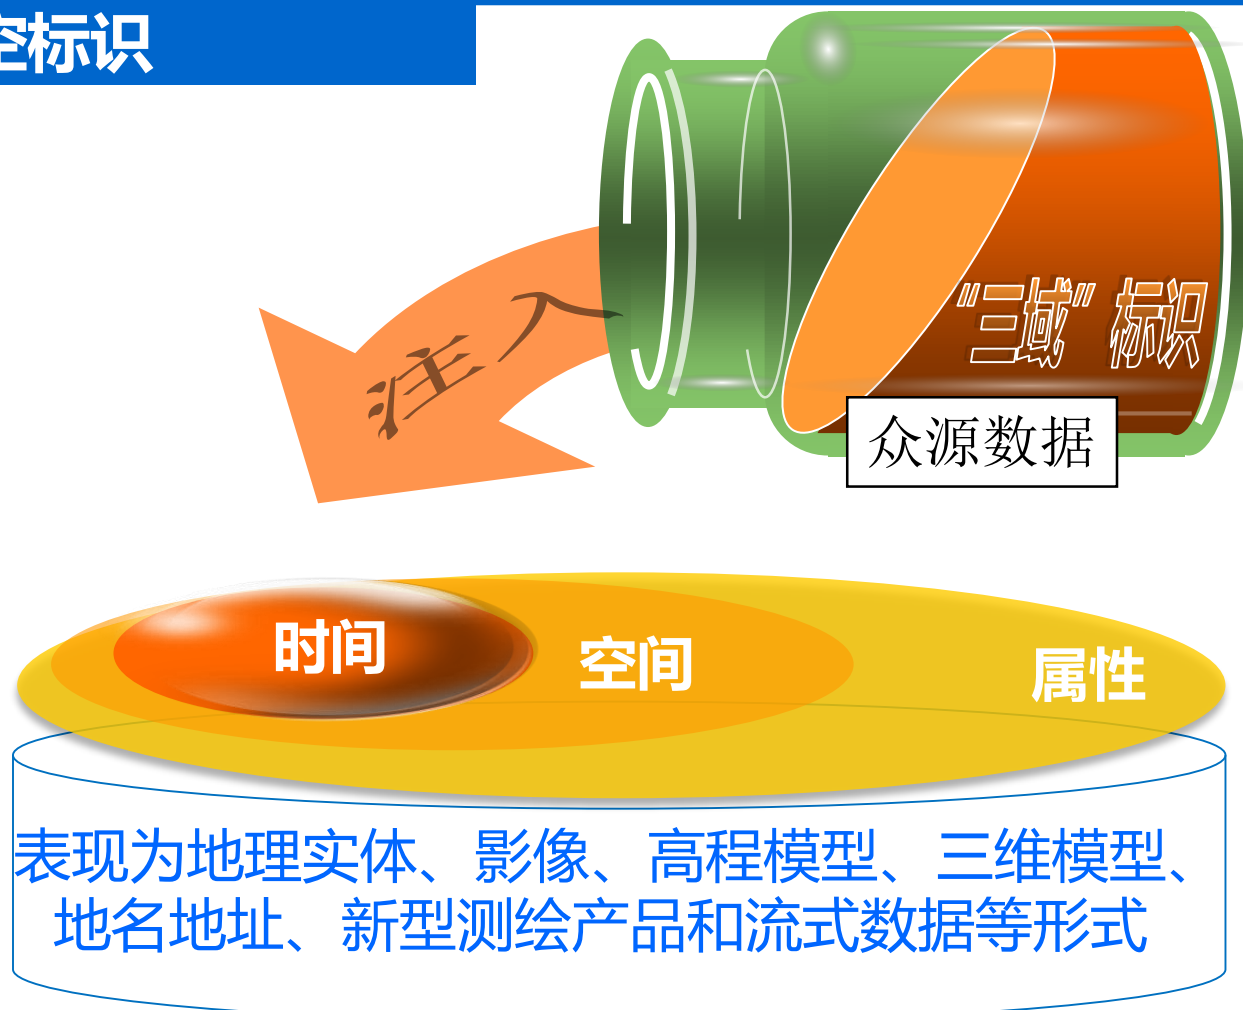 空标识
“三域”标识
注入
众源数据
时间
空间
属性
表现为地理实体、影像、高程模型、三维模型、
地名地址、新型测绘产品和流式数据等形式